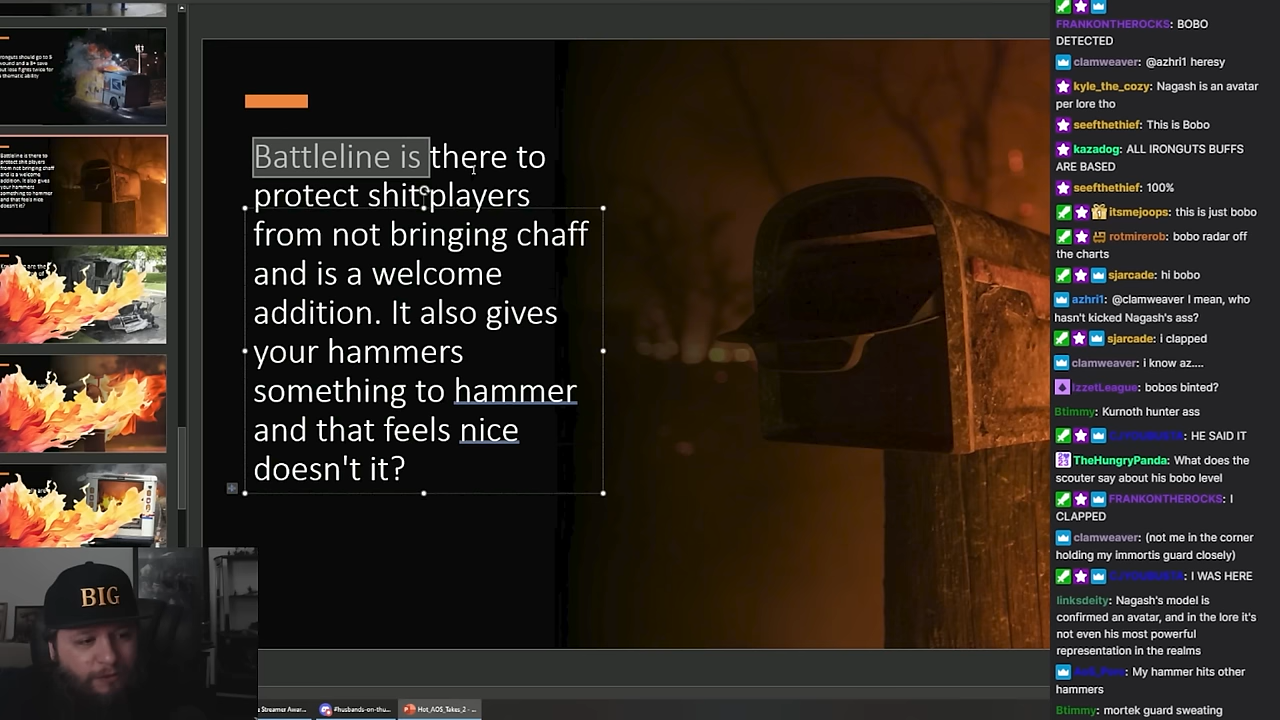 Battleline is there to
protect shit players
from not bringing chaff
and is a welcome
addition. It also gives
your hammers
something to hammer
and that feels nice
doesn't it?
BIG
s Streamer Awar...
#husbands-on-thu...
Hot_AOS_Takes_2 - ...
FRANKONTHEROCKS: BOBO
DETECTED
clamweaver: @azhri1 heresy
kyle_the_cozy: Nagash is an avatar
per lore tho
seefthethief: This is Bobo
kazadog: ALL IRONGUTS BUFFS
ARE BASED
seefthethief: 100%
itsmejoops: this is just bobo
rotmirerob: bobo radar off
the charts
sjarcade: hi bobo
azhri1: @clamweaver I mean, who
hasn't kicked Nagash's ass?
sjarcade: i clapped
clamweaver: i know az....
IzzetLeague: bobos binted?
Btimmy: Kurnoth hunter ass
: HE SAID IT
TheHungryPanda: What does the
scouter say about his bobo level
FRANKONTHEROCKS: I
CLAPPED
clamweaver: (not me in the corner
holding my immortis guard closely)
: I WAS HERE
linksdeity: Nagash's model is
confirmed an avatar, and in the lore it's
not even his most powerful
representation in the realms
: My hammer hits other
hammers
Btimmy: mortek guard sweating